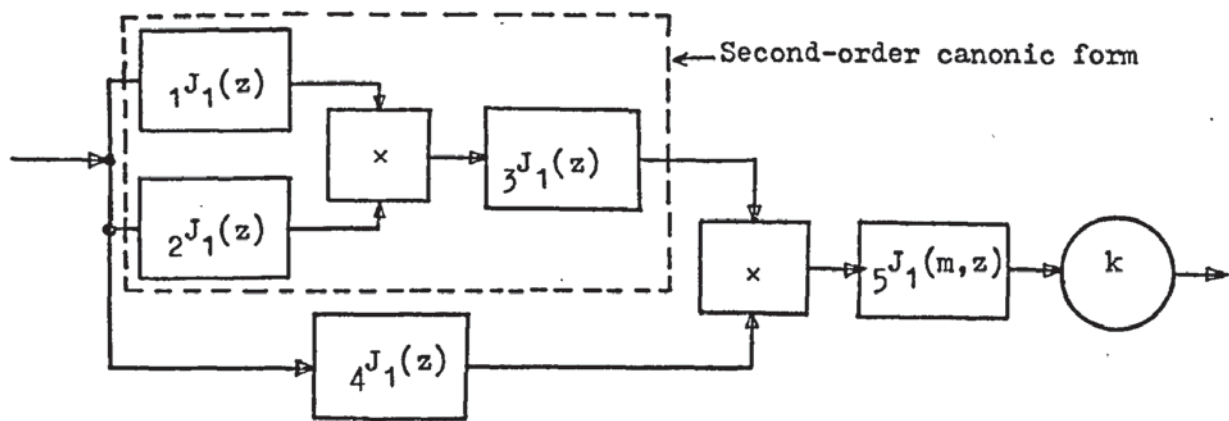 Second-order canonic form
₁J₁(z)
×
₃J₁(z)
₂J₁(z)
×
₅J₁(m,z)
k
₄J₁(z)